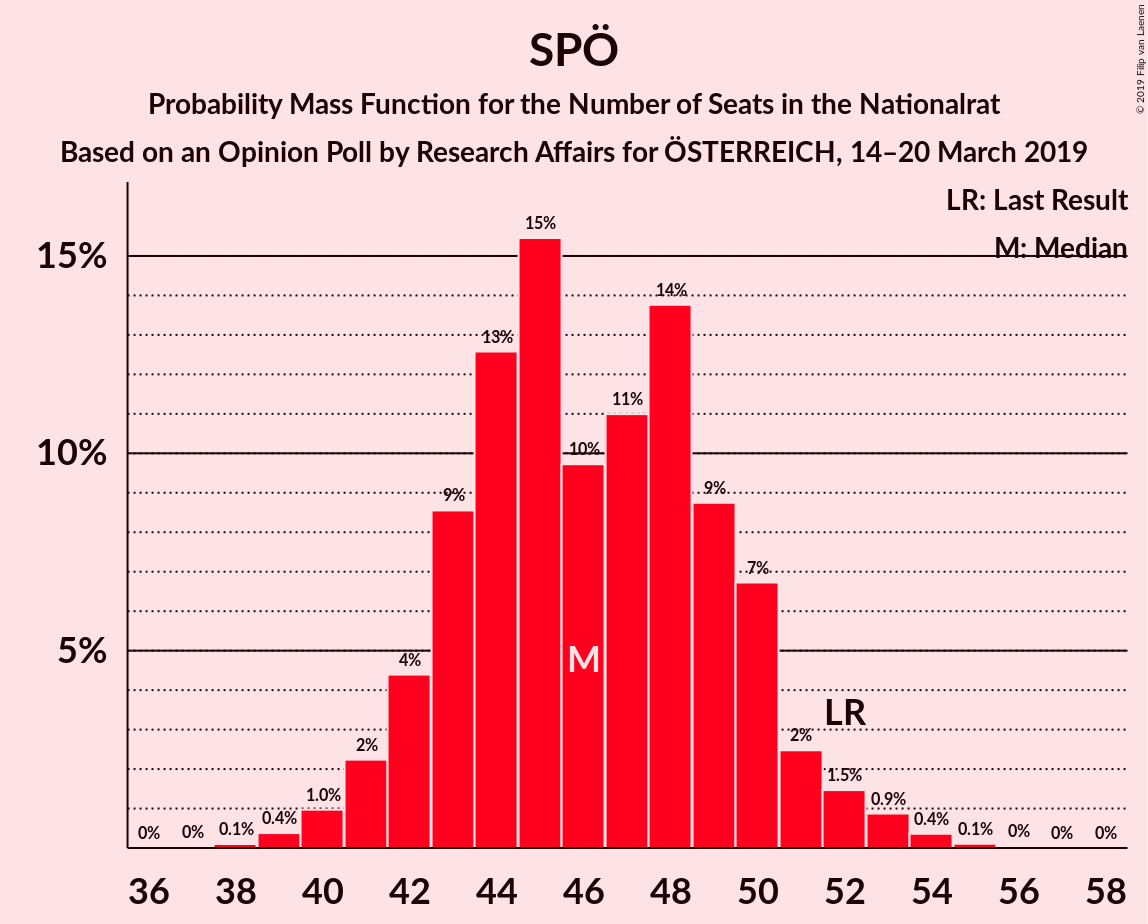 © 2019 Filip van Laenen
SPÖ
Probability Mass Function for the Number of Seats in the Nationalrat
Based on an Opinion Poll by Research Affairs for ÖSTERREICH, 14–20 March 2019
LR: Last Result
M: Median
15%
10%
5%
0%
0%
0.1%
0.4%
1.0%
2%
4%
9%
13%
15%
10%
11%
14%
9%
7%
2%
1.5%
0.9%
0.4%
0.1%
0%
0%
0%
M
LR
36 38 40 42 44 46 48 50 52 54 56 58